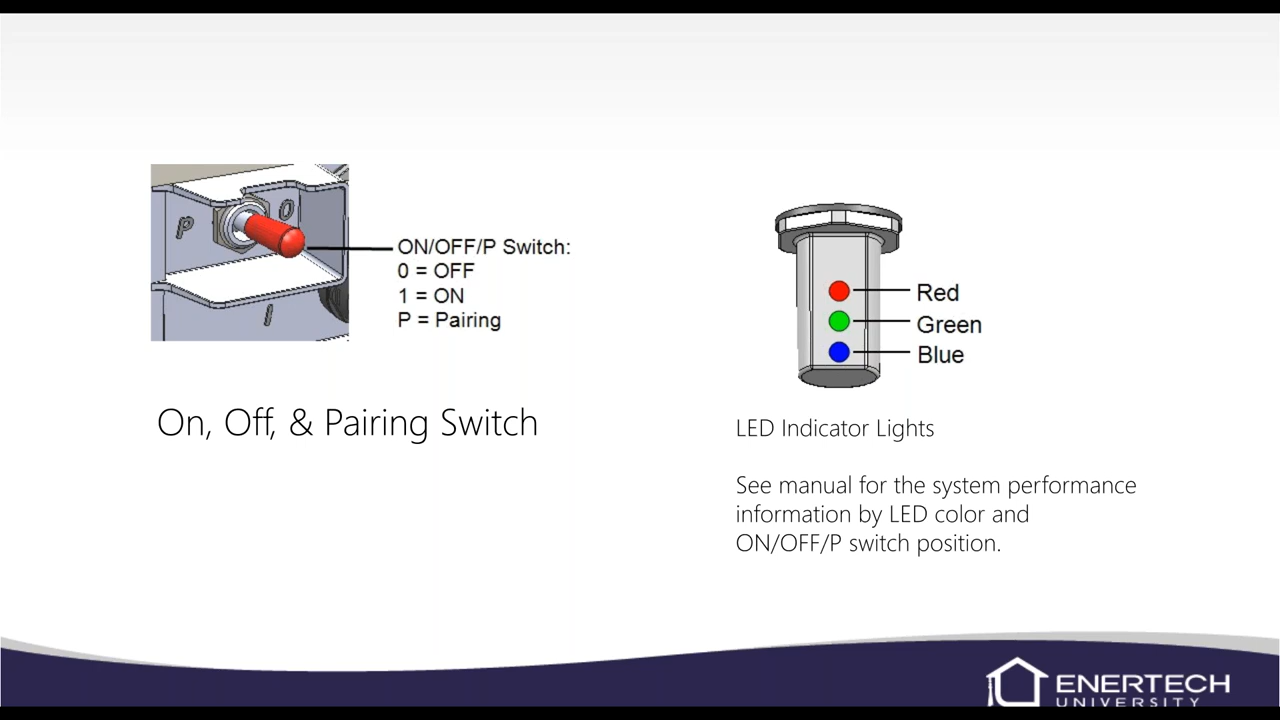 P
O
I
ON/OFF/P Switch:
0 = OFF
1 = ON
P = Pairing
On, Off, & Pairing Switch
Red
Green
Blue
LED Indicator Lights
See manual for the system performance
information by LED color and
ON/OFF/P switch position.
ENERTECH
UNIVERSITY